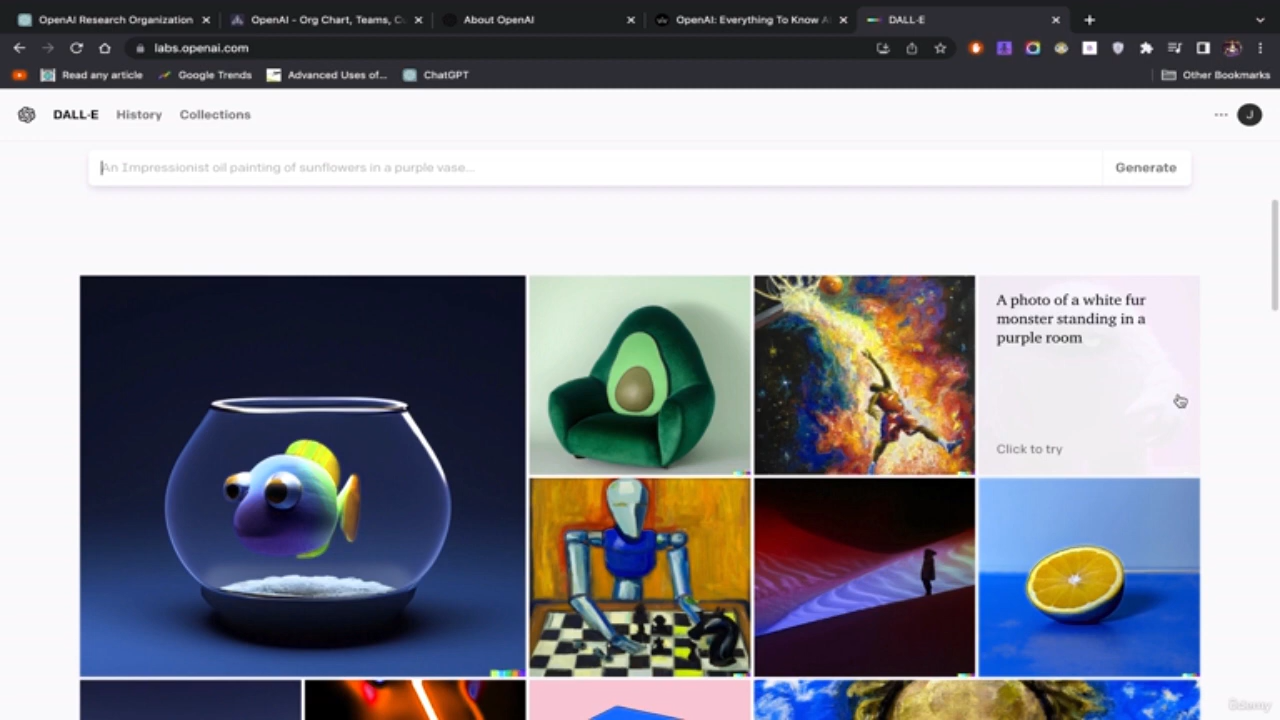 OpenAI Research Organization
OpenAI - Org Chart, Teams, C
About OpenAI
OpenAI: Everything To Know A
DALL-E
labs.openai.com
Read any article
Google Trends
Advanced Uses of...
ChatGPT
Other Bookmarks
DALL·E
History
Collections
J
An Impressionist oil painting of sunflowers in a purple vase...
Generate
A photo of a white fur
monster standing in a
purple room
Click to try
Udemy